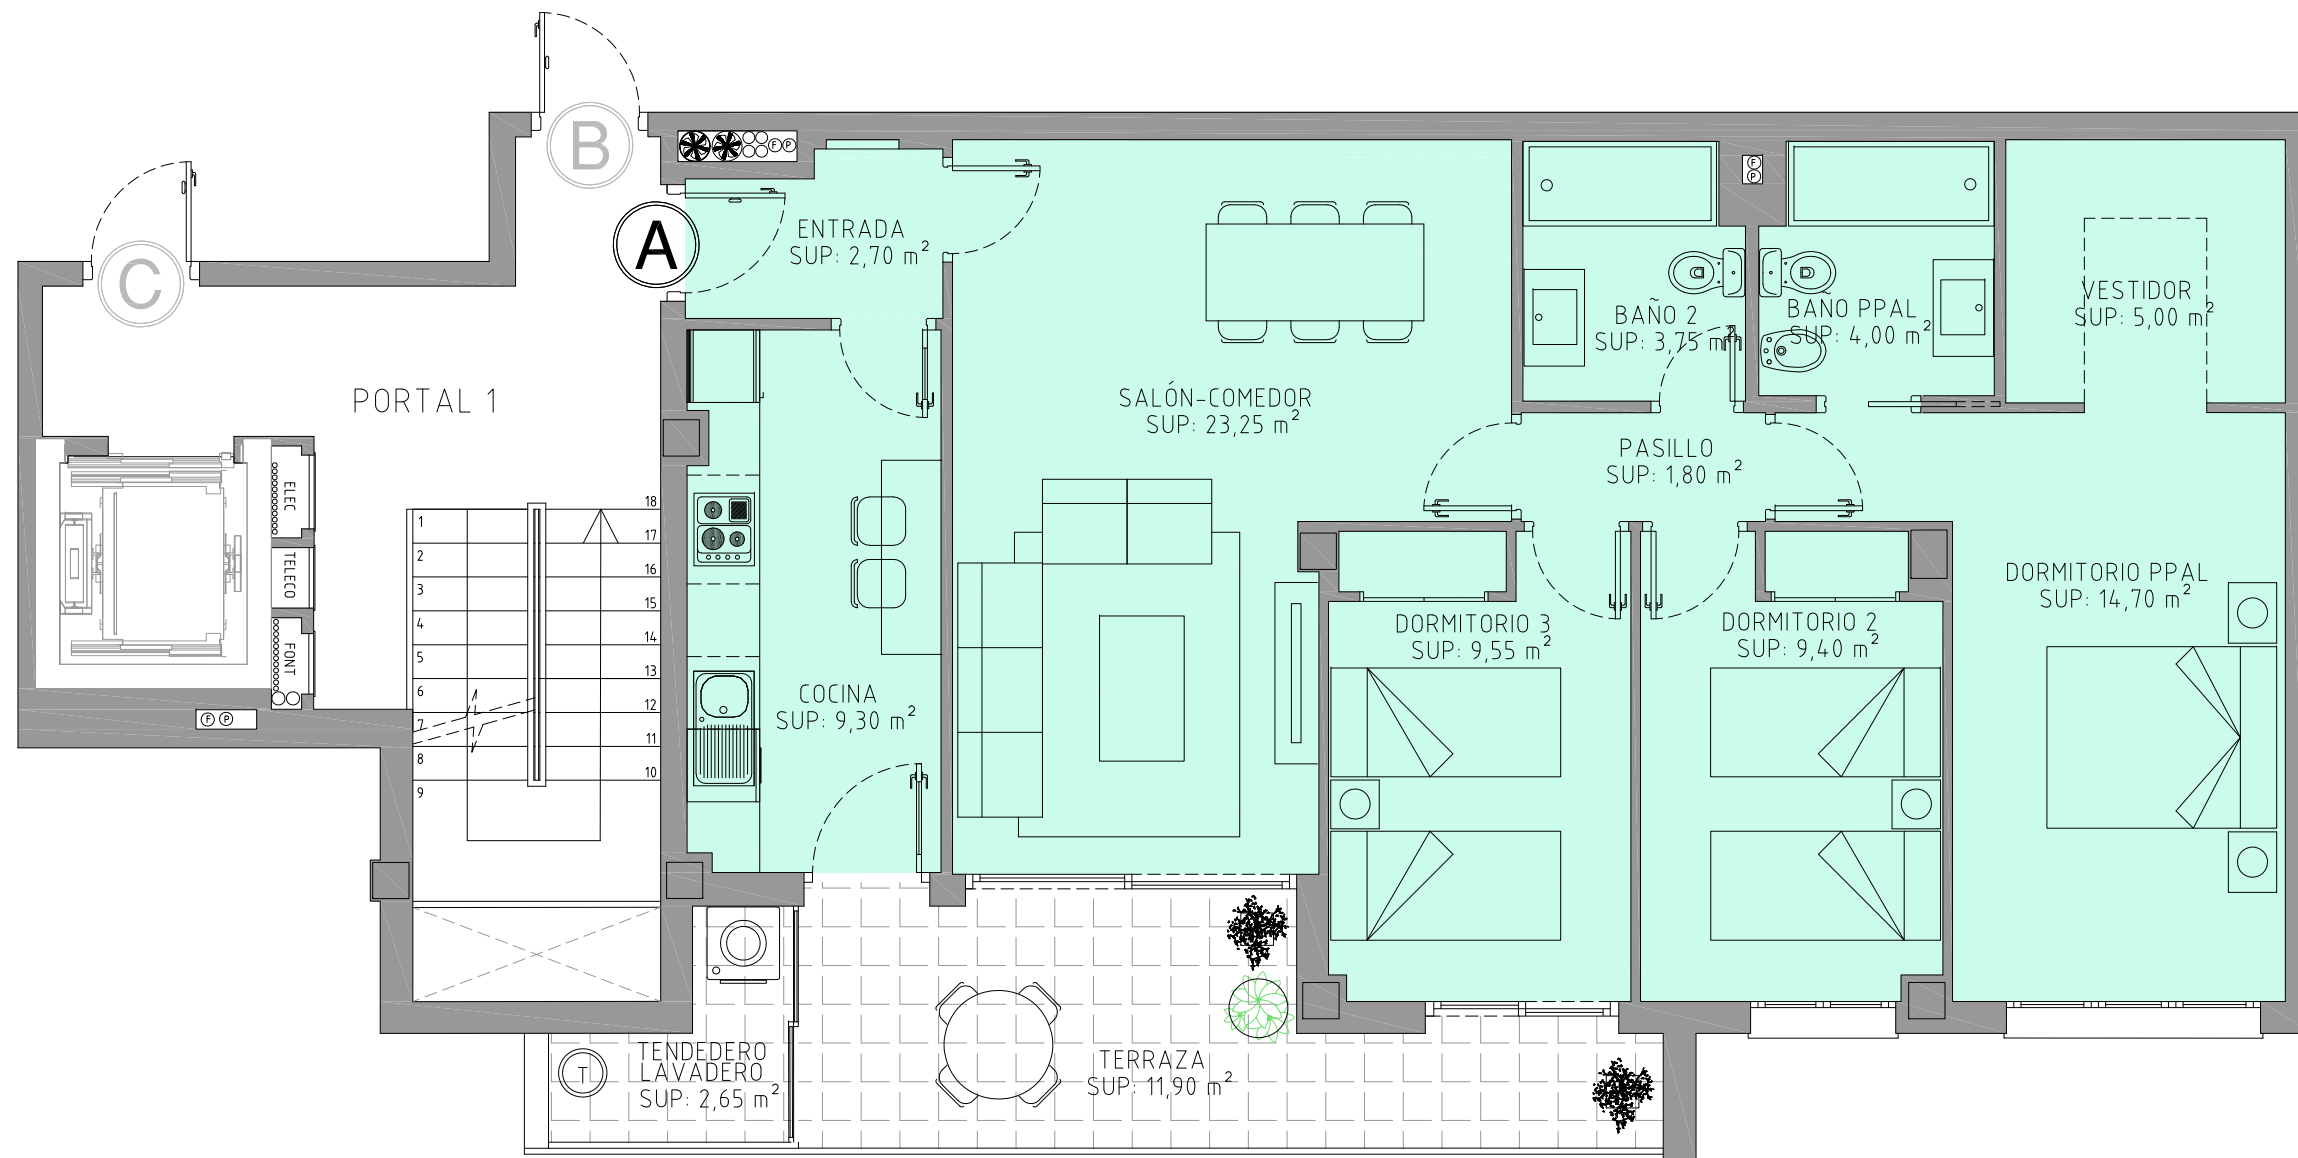 B
F P
A
C
ENTRADA
SUP: 2,70 m²
F
P
BAÑO 2
SUP: 3,75 m²
BAÑO PPAL
SUP: 4,00 m²
VESTIDOR
SUP: 5,00 m²
PORTAL 1
SALÓN-COMEDOR
SUP: 23,25 m²
PASILLO
SUP: 1,80 m²
ELEC
TELECO
FONT
F P
1
2
3
4
5
6
7
8
9
18
17
16
15
14
13
12
11
10
DORMITORIO 3
SUP: 9,55 m²
DORMITORIO 2
SUP: 9,40 m²
DORMITORIO PPAL
SUP: 14,70 m²
COCINA
SUP: 9,30 m²
T
TENDEDERO
LAVADERO
SUP: 2,65 m²
TERRAZA
SUP: 11,90 m²